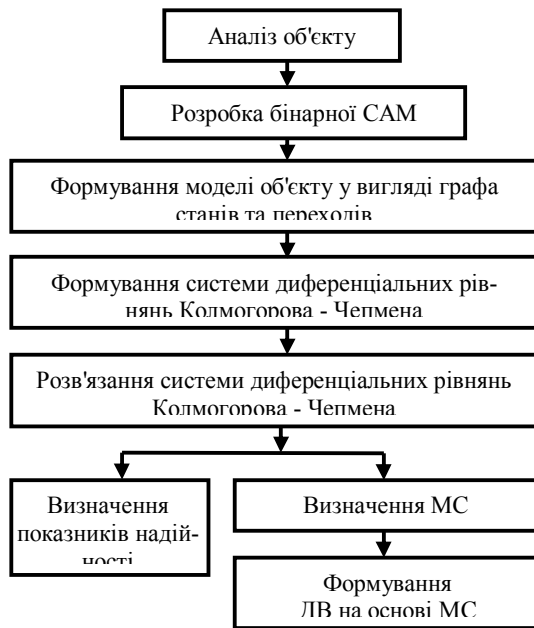 Аналіз об'єкту
Розробка бінарної САМ
Формування моделі об'єкту у вигляді графа
станів та переходів
Формування системи диференціальних рів-
нянь Колмогорова - Чепмена
Розв'язання системи диференціальних рівнянь
Колмогорова - Чепмена
Визначення
показників надій-
ності
Визначення МС
Формування
ДВ на основі МС